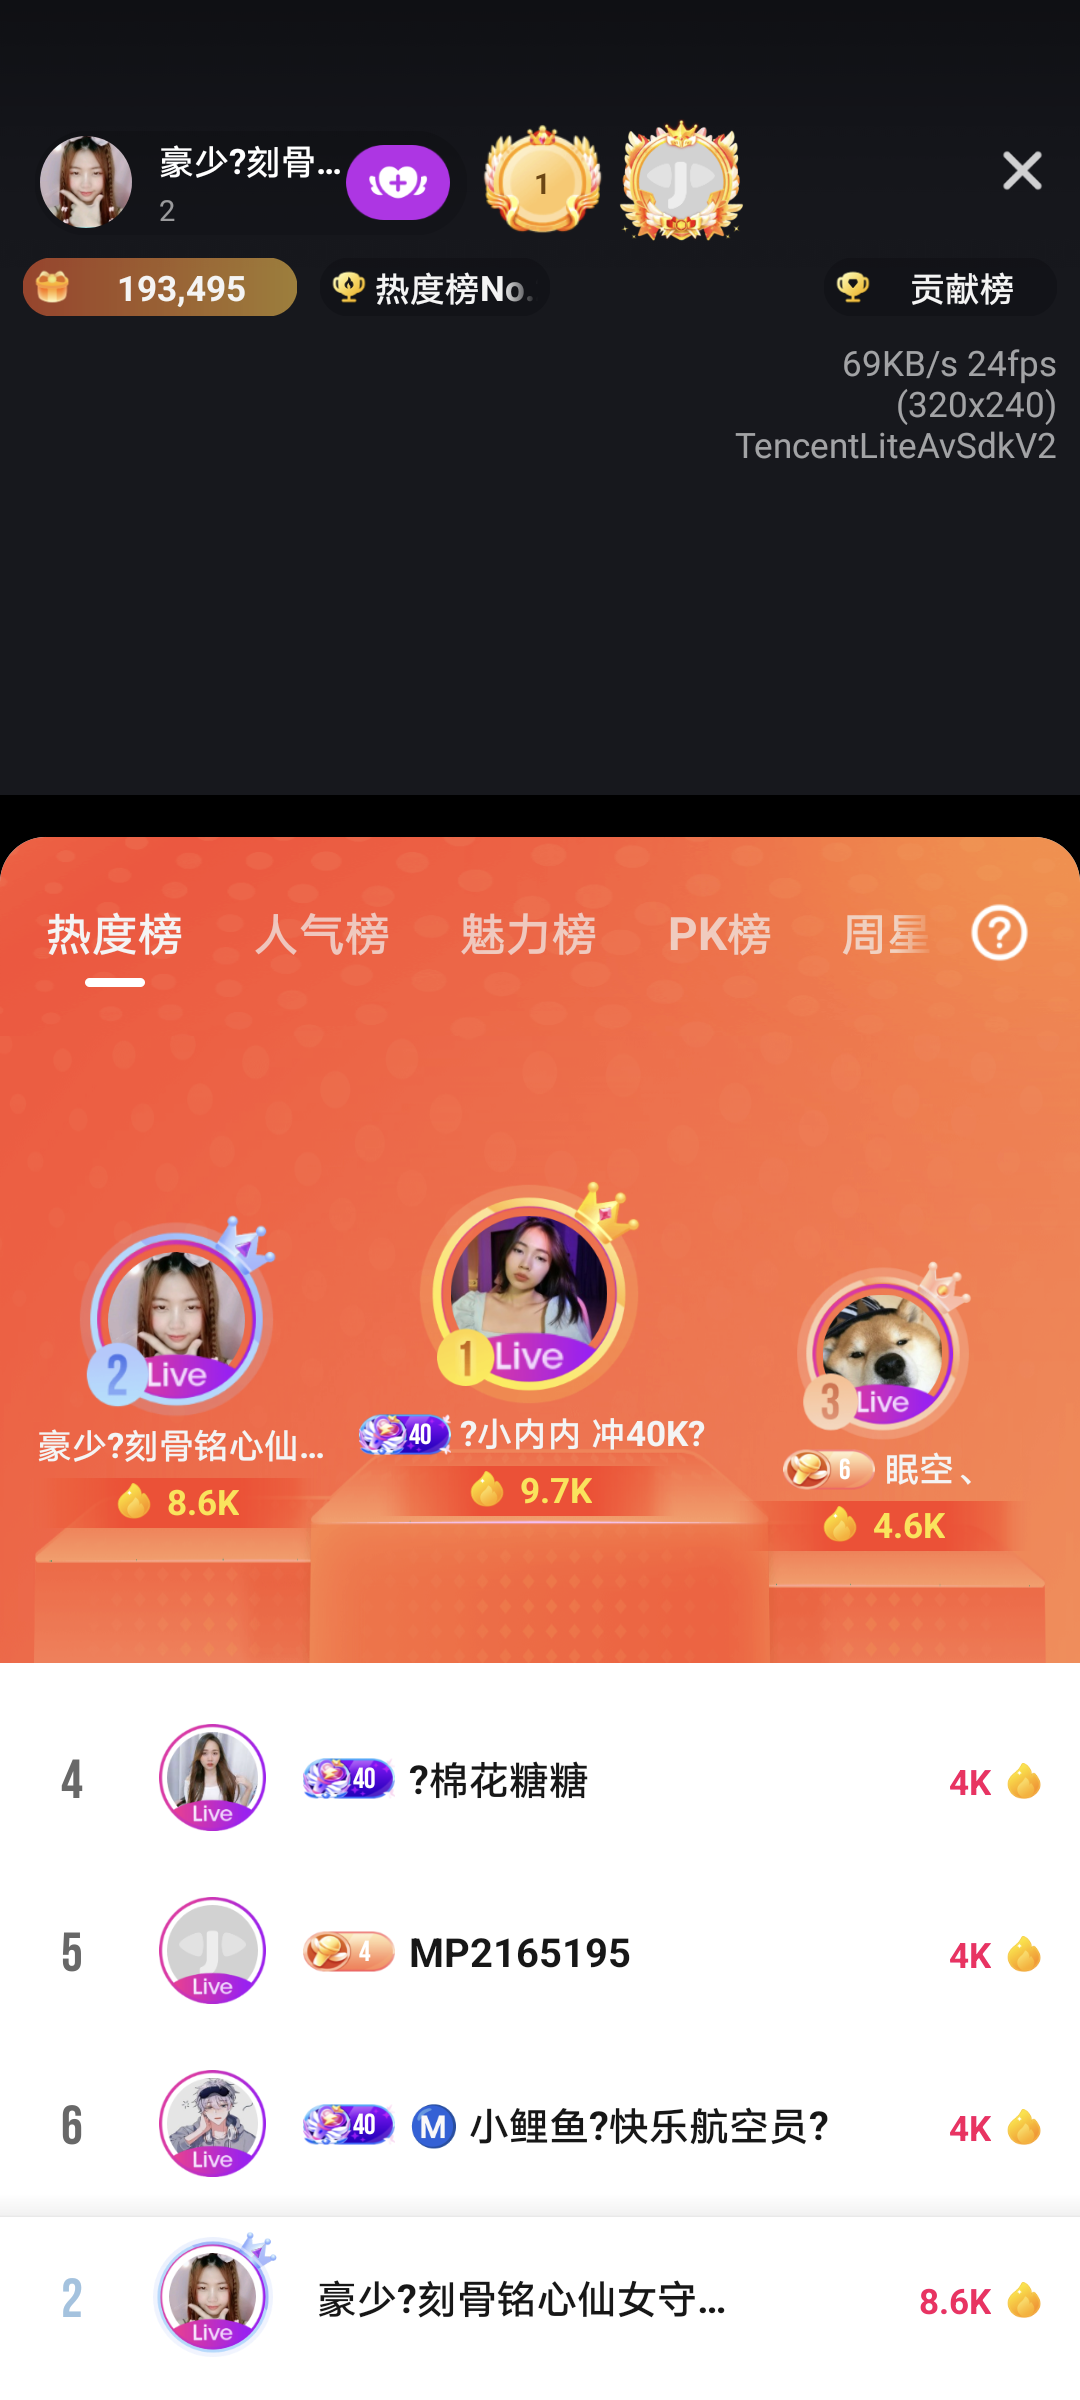 豪少?刻骨...
2
1
193,495
热度榜No.
贡献榜
69KB/s 24fps
(320x240)
TencentLiteAvSdkV2
热度榜 人气榜 魅力榜 PK榜 周星
?
2 Live
豪少?刻骨铭心仙...
8.6K
1 Live
40 ?小内内 冲40K?
9.7K
3 Live
6 眠空、
4.6K
4 Live 40 ?棉花糖糖 4K
5 Live 4 MP2165195 4K
6 Live 40 Ⓜ️ 小鲤鱼?快乐航空员? 4K
2 Live 豪少?刻骨铭心仙女守... 8.6K